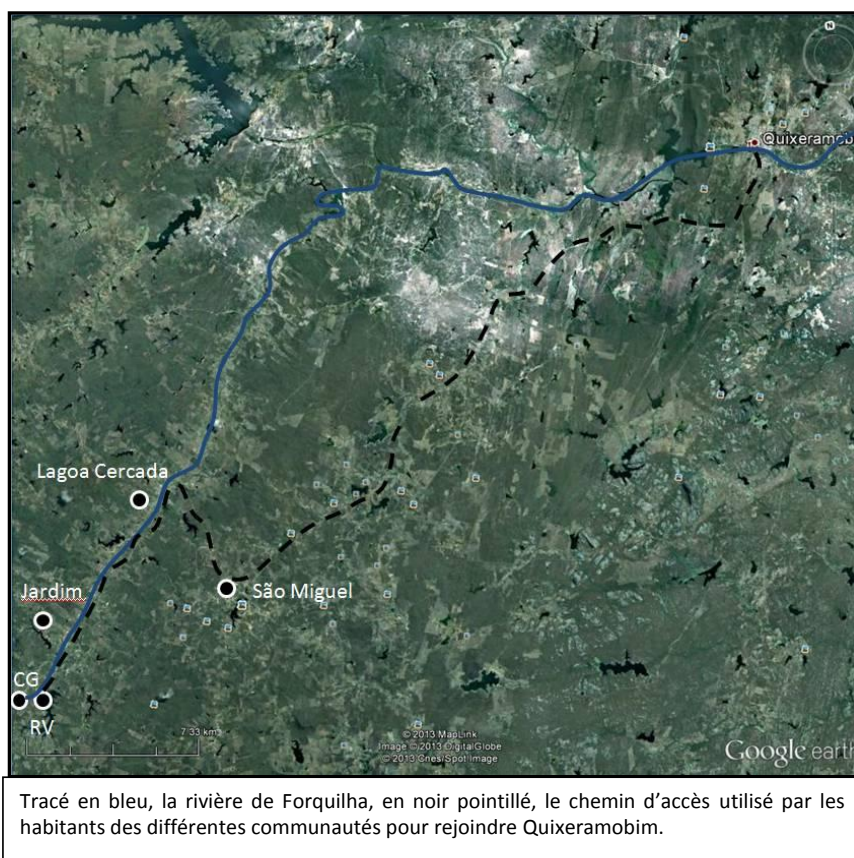 N
Quixeramob
Lagoa Cercada
Jardim
São Miguel
CG
RV
7.33 km
© 2013 MapLink
Image © 2013 DigitalGlobe
© 2013 Cnes/Spot Image
Google earth
Tracé en bleu, la rivière de Forquilha, en noir pointillé, le chemin d’accès utilisé par les
habitants des différentes communautés pour rejoindre Quixeramobim.